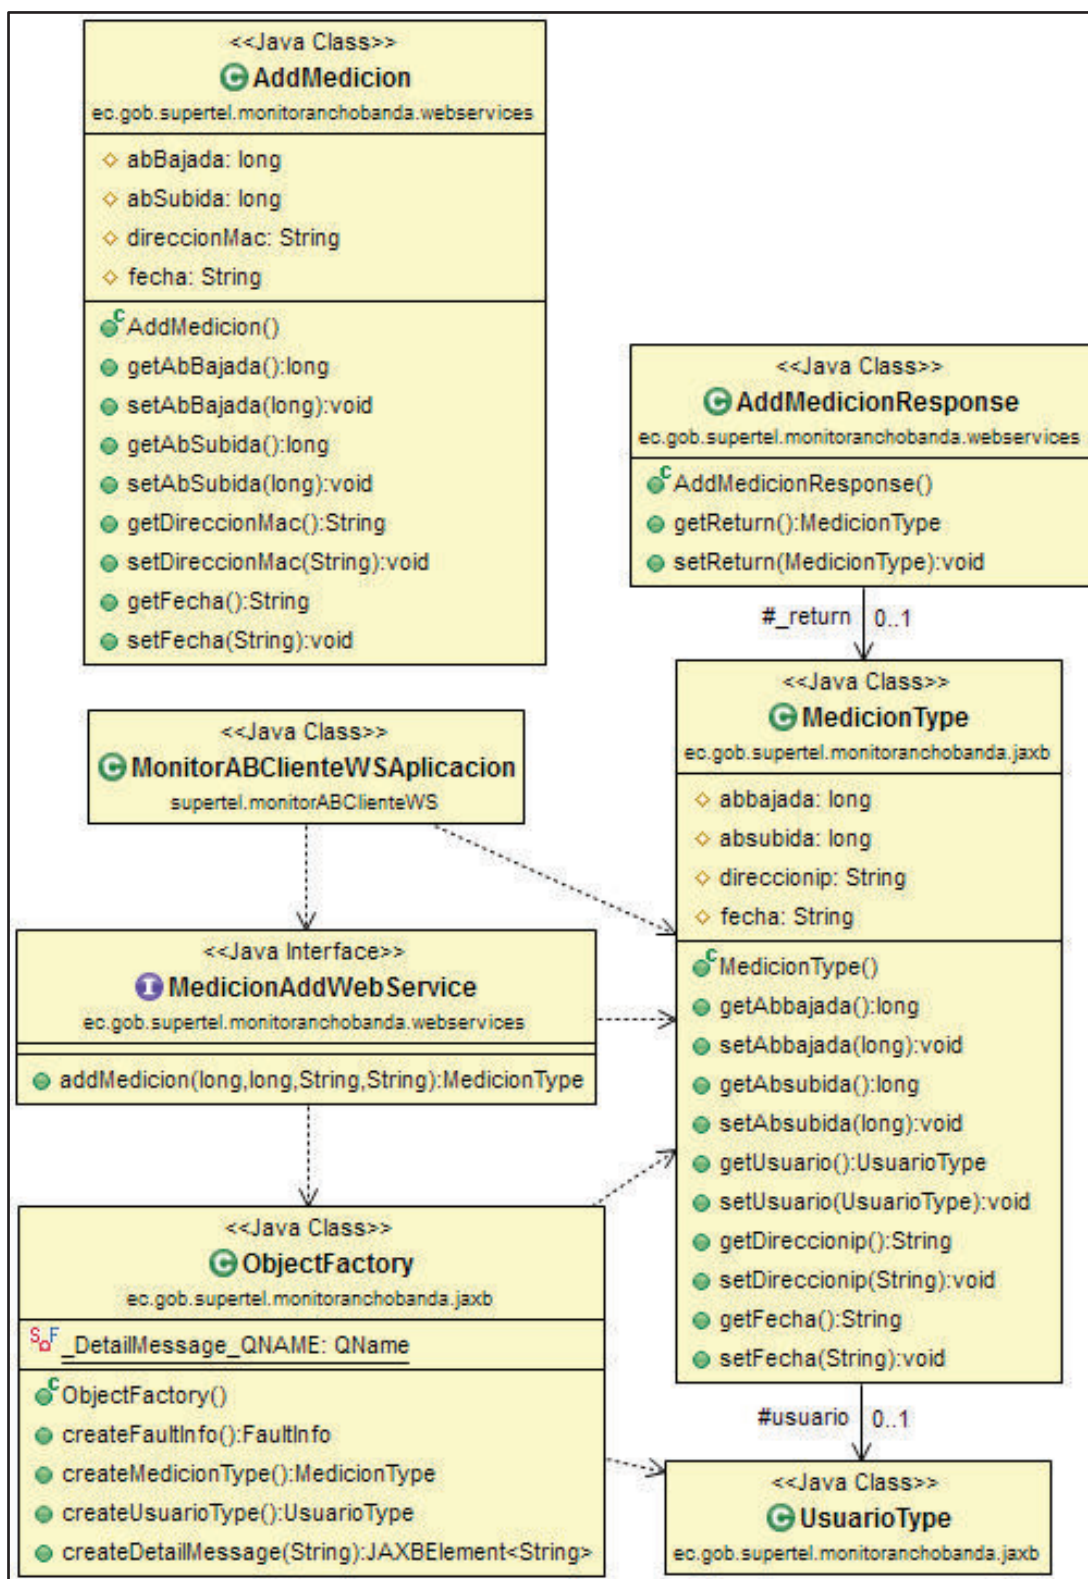 <<Java Class>>
AddMedicion
ec.gob.supertel.monitoranchobanda.webservices
abBajada: long
abSubida: long
direccionMac: String
fecha: String
AddMedicion()
getAbBajada():long
setAbBajada(long):void
getAbSubida():long
setAbSubida(long):void
getDireccionMac():String
setDireccionMac(String):void
getFecha():String
setFecha(String):void
<<Java Class>>
AddMedicionResponse
ec.gob.supertel.monitoranchobanda.webservices
AddMedicionResponse()
getReturn():MedicionType
setReturn(MedicionType):void
#_return 0..1
<<Java Class>>
MonitorABClienteWSAplicacion
supertel.monitorABClienteWS
<<Java Class>>
MedicionType
ec.gob.supertel.monitoranchobanda.jaxb
abbajada: long
absubida: long
direccionip: String
fecha: String
MedicionType()
getAbbajada():long
setAbbajada(long):void
getAbsubida():long
setAbsubida(long):void
getUsuario():UsuarioType
setUsuario(UsuarioType):void
getDireccionip():String
setDireccionip(String):void
getFecha():String
setFecha(String):void
<<Java Interface>>
MedicionAddWebService
ec.gob.supertel.monitoranchobanda.webservices
addMedicion(long,long,String,String):MedicionType
<<Java Class>>
ObjectFactory
ec.gob.supertel.monitoranchobanda.jaxb
_DetailMessage_QNAME: QName
ObjectFactory()
createFaultInfo():FaultInfo
createMedicionType():MedicionType
createUsuarioType():UsuarioType
createDetailMessage(String):JAXBElement<String>
#usuario 0..1
<<Java Class>>
UsuarioType
ec.gob.supertel.monitoranchobanda.jaxb